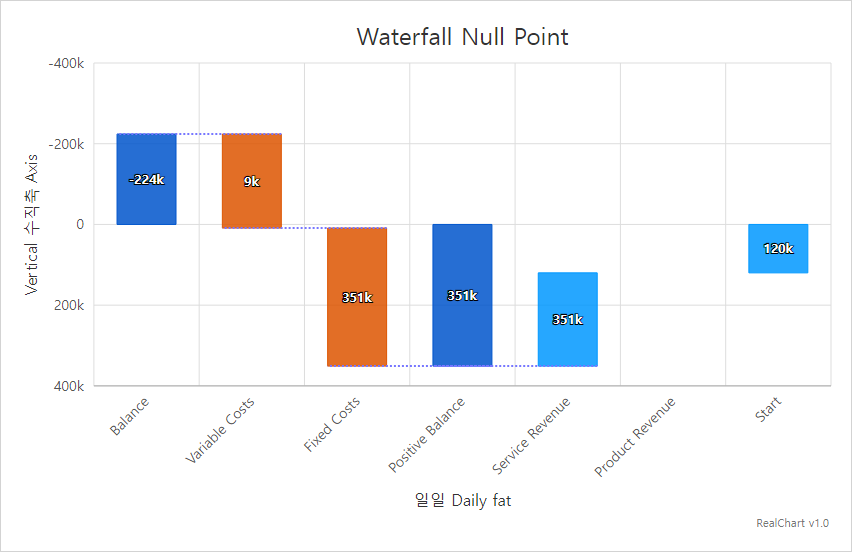 Waterfall Null Point
Vertical 수직축 Axis
-400k
-200k
0
200k
400k
-224k
9k
351k
351k
351k
120k
Balance
Variable Costs
Fixed Costs
Positive Balance
Service Revenue
Product Revenue
Start
일일 Daily fat
RealChart v1.0